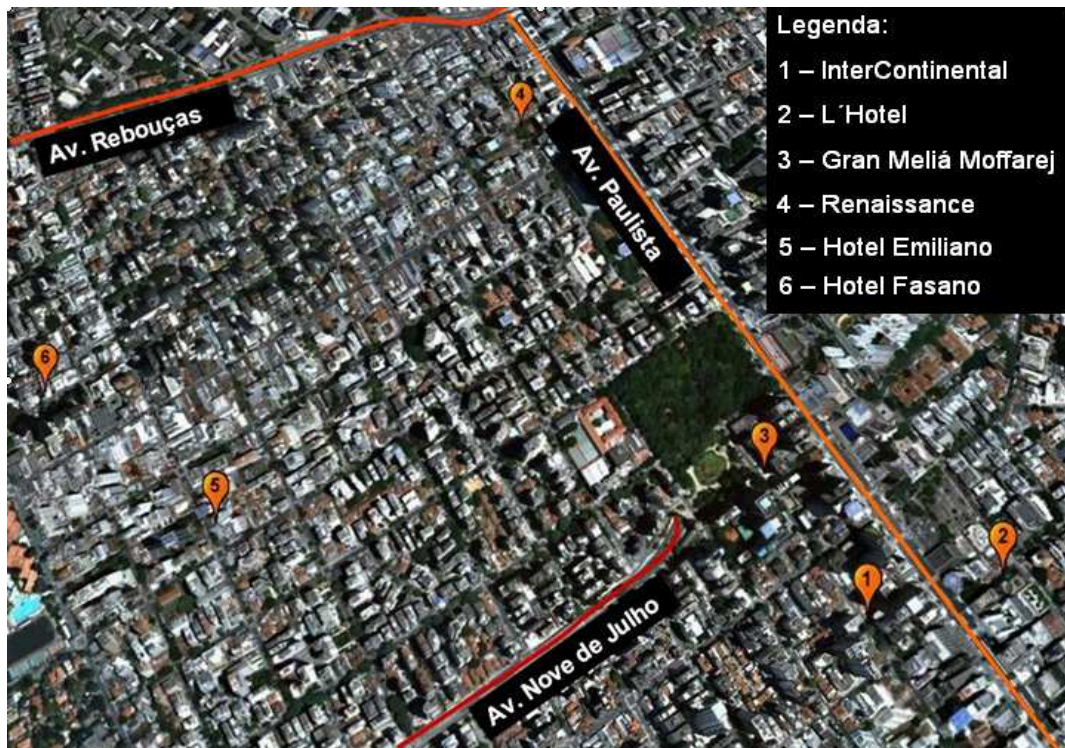 Legenda:
1 – InterContinental
2 – L´Hotel
3 – Gran Meliá Moffarej
4 – Renaissance
5 – Hotel Emiliano
6 – Hotel Fasano
Av. Rebouças
4
Av. Paulista
6
3
5
2
1
Av. Nove de Julho